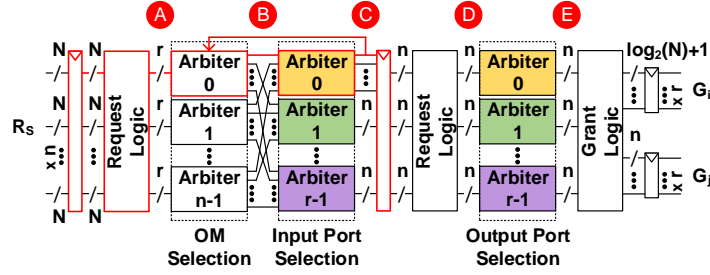 A B C D E
N N r n n n n log₂(N)+1
Arbiter 0 Arbiter 0 Arbiter 0
Gᵢ
x r
N N r n n n n
Rₛ
x n
Request Logic
Arbiter 1 Arbiter 1
Request Logic
Arbiter 1
Grant Logic
n
N N r n n n n
Arbiter n-1 Arbiter r-1 Arbiter r-1
Gⱼ
x r
N N
OM Selection
Input Port Selection
Output Port Selection